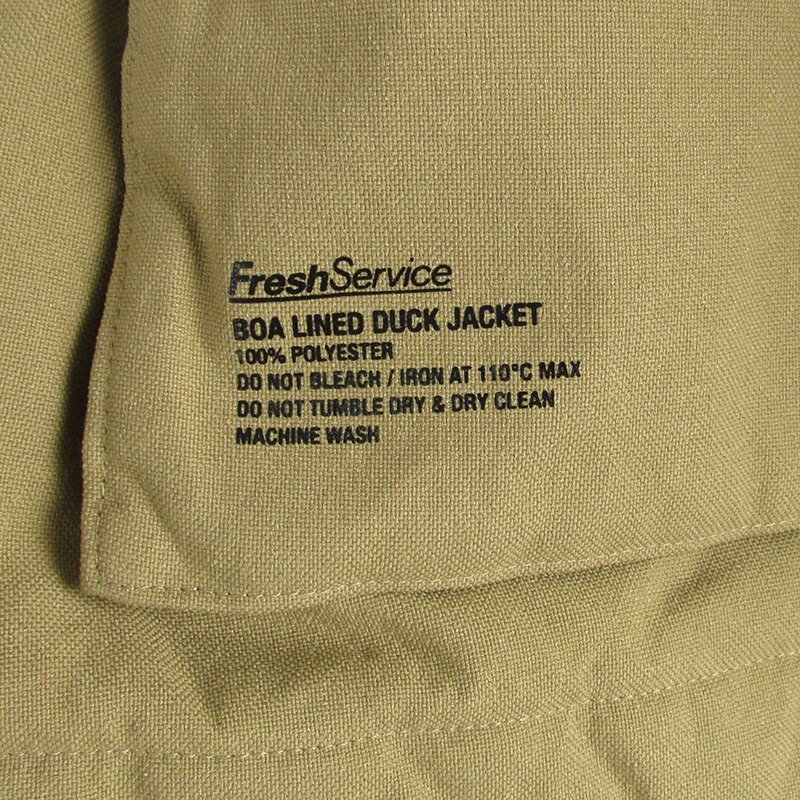 FreshService
BOA LINED DUCK JACKET
100% POLYESTER
DO NOT BLEACH / IRON AT 110°C MAX
DO NOT TUMBLE DRY & DRY CLEAN
MACHINE WASH